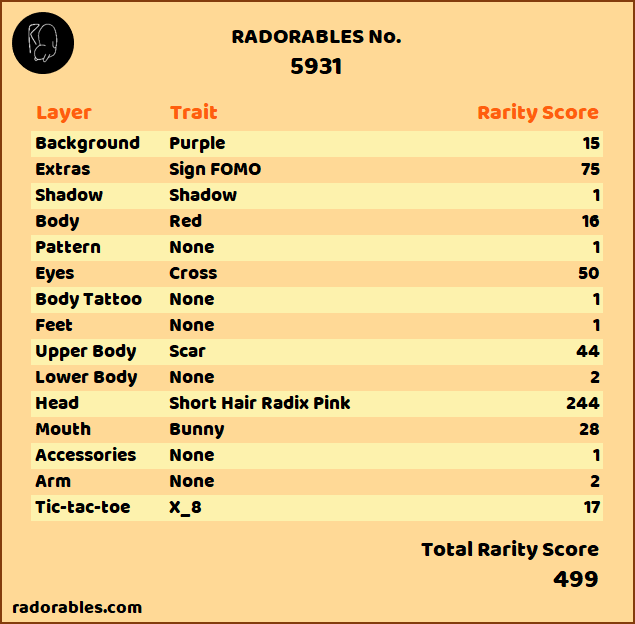 RADORABLES No.
5931
Layer Trait Rarity Score
Background Purple 15
Extras Sign FOMO 75
Shadow Shadow 1
Body Red 16
Pattern None 1
Eyes Cross 50
Body Tattoo None 1
Feet None 1
Upper Body Scar 44
Lower Body None 2
Head Short Hair Radix Pink 244
Mouth Bunny 28
Accessories None 1
Arm None 2
Tic-tac-toe X_8 17
Total Rarity Score
499
radorables.com